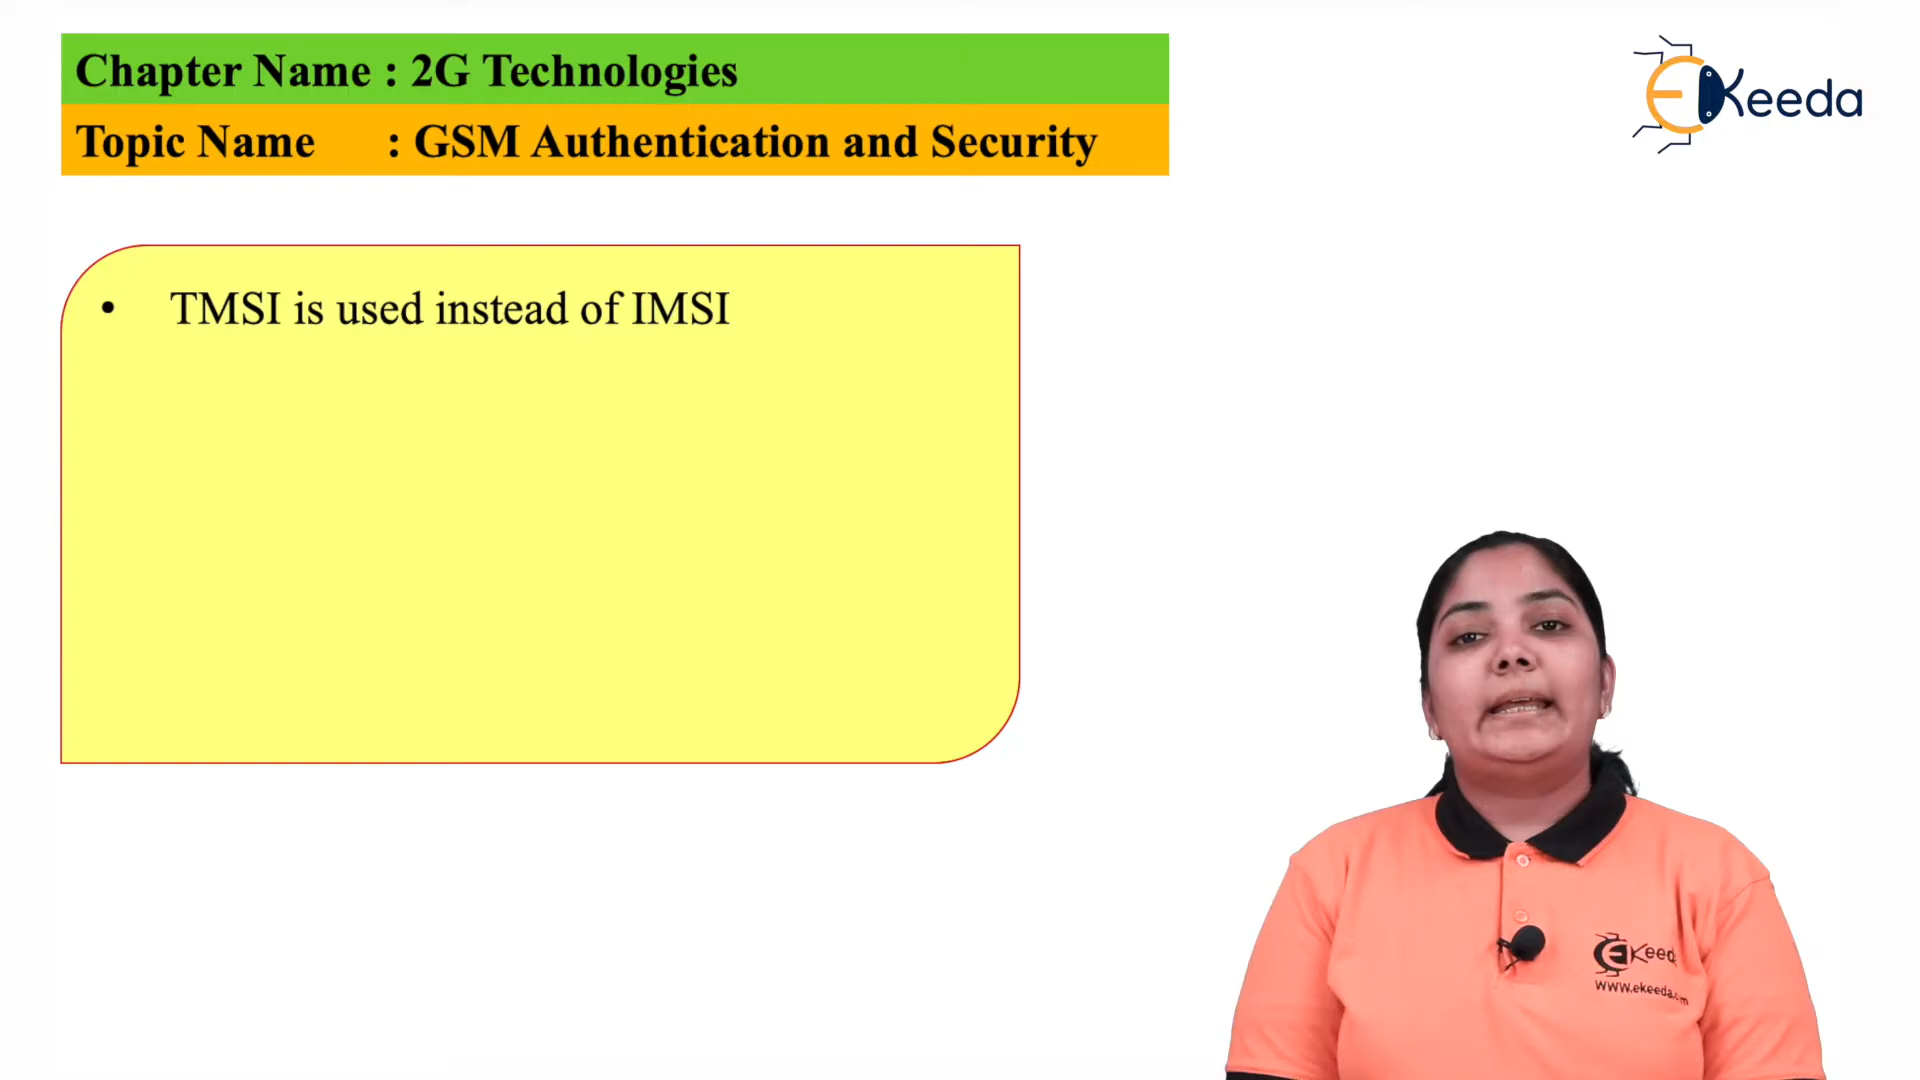 Chapter Name : 2G Technologies
EKeeda
Topic Name : GSM Authentication and Security
• TMSI is used instead of IMSI
EKeed
www.ekeeda.com